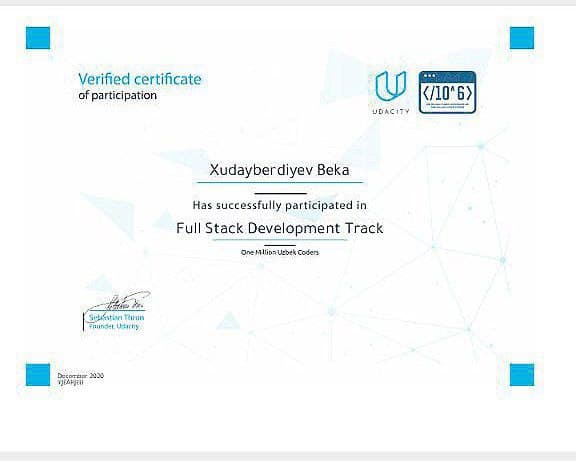 Verified certificate
of participation
UDACITY
</10^6>
Xudayberdiyev Beka
Has successfully participated in
Full Stack Development Track
One Million Uzbek Coders
Sebastian Thrun
Founder, Udacity
December 2020